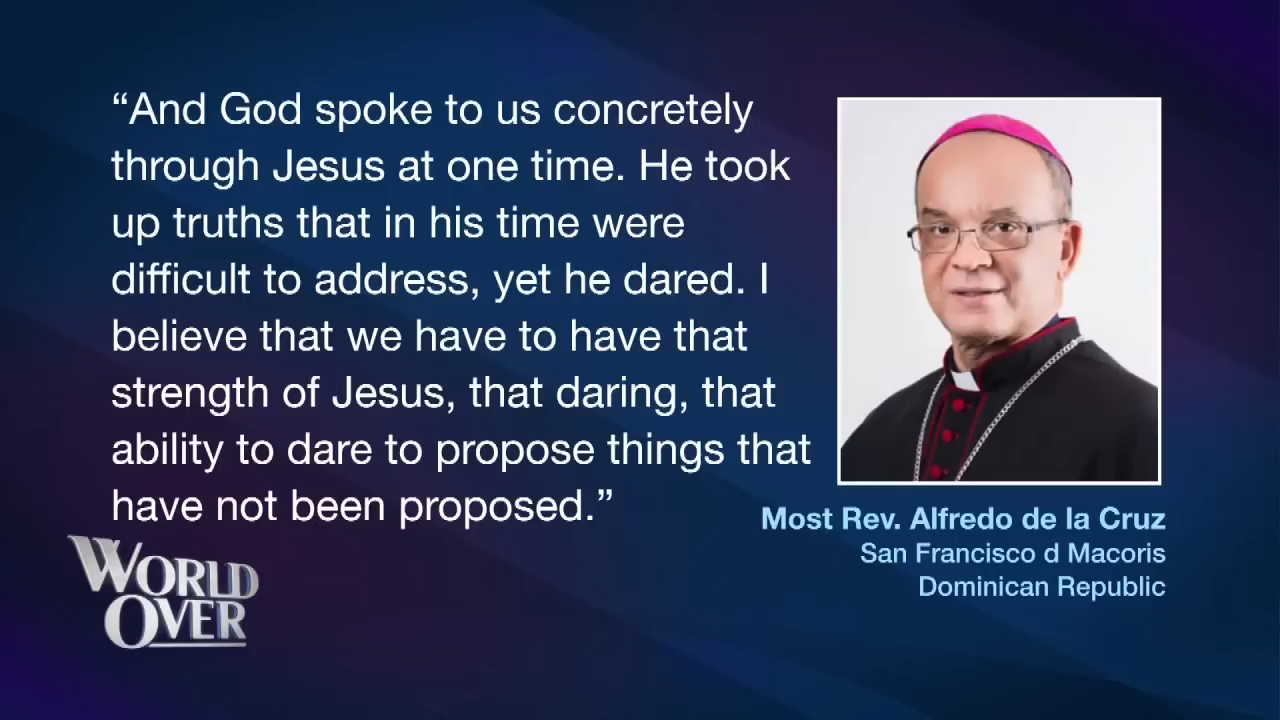 “And God spoke to us concretely
through Jesus at one time. He took
up truths that in his time were
difficult to address, yet he dared. I
believe that we have to have that
strength of Jesus, that daring, that
ability to dare to propose things that
have not been proposed.”
Most Rev. Alfredo de la Cruz
San Francisco d Macoris
Dominican Republic
WORLD
OVER